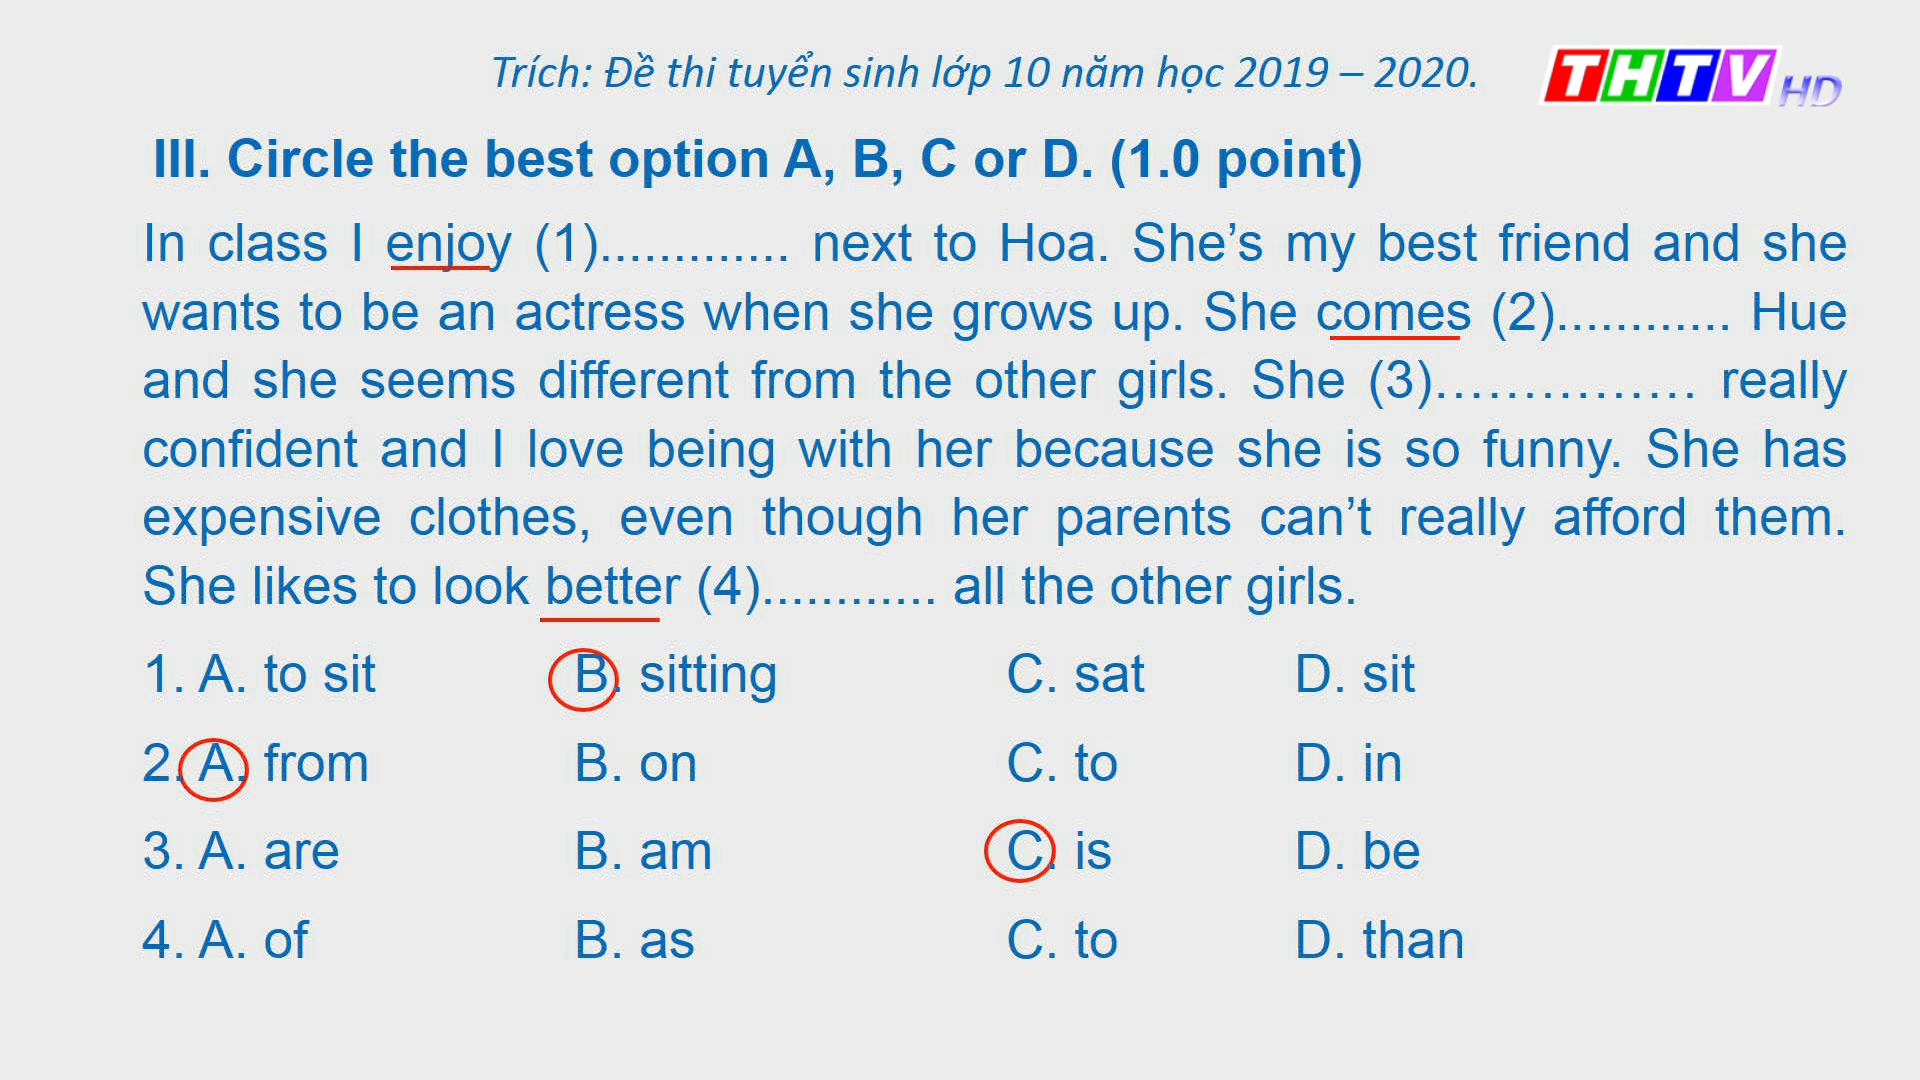 Trích: Đề thi tuyển sinh lớp 10 năm học 2019 – 2020.
THTV HD
III. Circle the best option A, B, C or D. (1.0 point)
In class I enjoy (1)............. next to Hoa. She’s my best friend and she
wants to be an actress when she grows up. She comes (2)............ Hue
and she seems different from the other girls. She (3)…………… really
confident and I love being with her because she is so funny. She has
expensive clothes, even though her parents can’t really afford them.
She likes to look better (4)............ all the other girls.
1. A. to sit B. sitting C. sat D. sit
2. A. from B. on C. to D. in
3. A. are B. am C. is D. be
4. A. of B. as C. to D. than